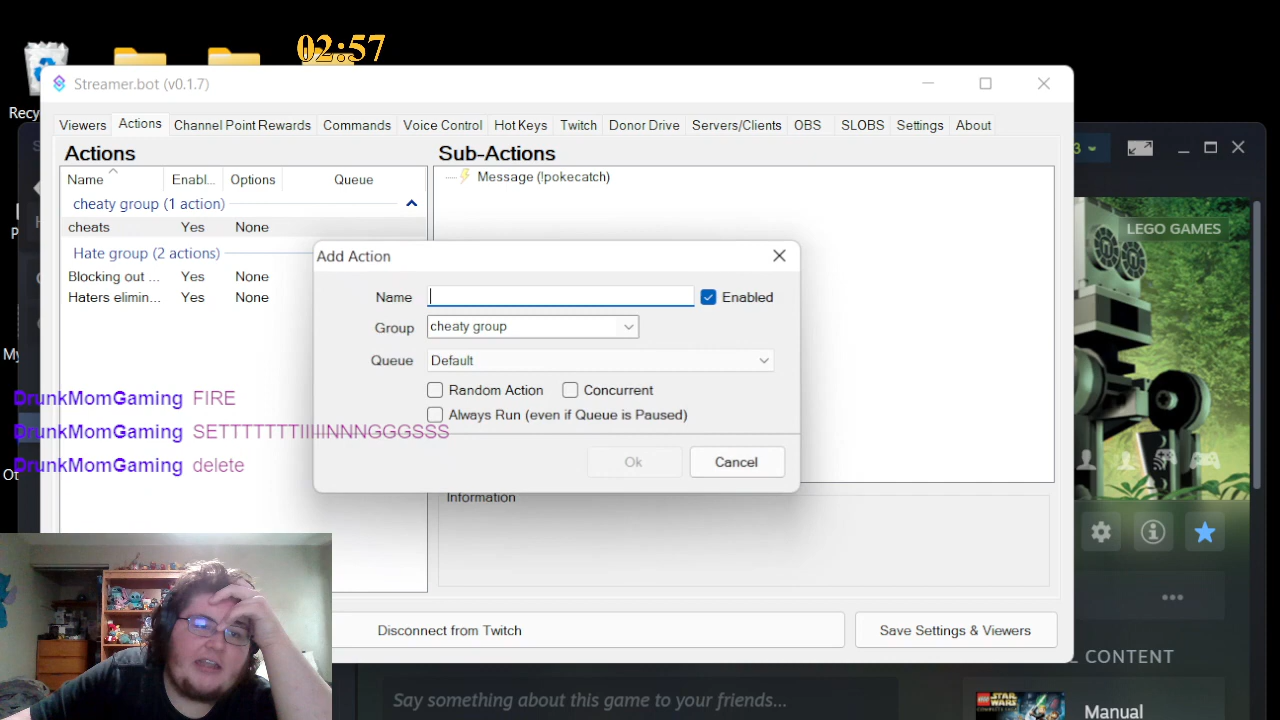 02:57
Streamer.bot (v0.1.7)
Recy
Viewers Actions Channel Point Rewards Commands Voice Control Hot Keys Twitch Donor Drive Servers/Clients OBS SLOBS Settings About
Actions
Sub-Actions
Name Enabl... Options Queue
Message (!pokecatch)
cheaty group (1 action)
cheats Yes None
Hate group (2 actions)
Blocking out ... Yes None
Haters elimin... Yes None
LEGO GAMES
Add Action
Name
Enabled
Group cheaty group
Queue Default
Random Action Concurrent
Always Run (even if Queue is Paused)
Ok Cancel
DrunkMomGaming FIRE
DrunkMomGaming SETTTTTTTIIIIINNNGGGSSS
DrunkMomGaming delete
Information
Disconnect from Twitch
Save Settings & Viewers
CONTENT
Say something about this game to your friends...
STAR WARS
Manual